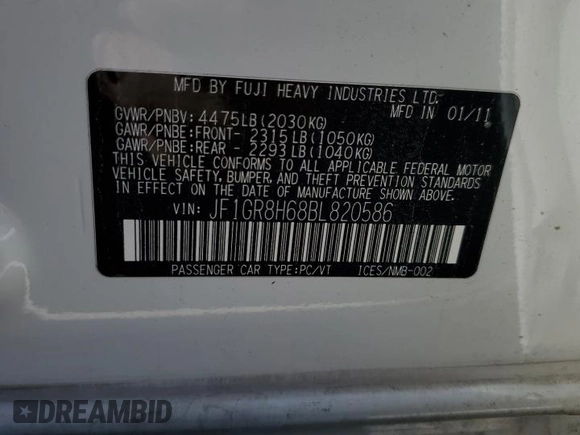 MFD BY FUJI HEAVY INDUSTRIES LTD.
GVWR/PNBV: 4475LB(2030KG) MFD IN 01/11
GAWR/PNBE:FRONT- 2315LB(1050KG)
GAWR/PNBE:REAR - 2293LB(1040KG)
THIS VEHICLE CONFORMS TO ALL APPLICABLE FEDERAL MOTOR
VEHICLE SAFETY, BUMPER, AND THEFT PREVENTION STANDARDS
IN EFFECT ON THE DATE OF MANUFACTURE SHOWN ABOVE.
VIN: JF1GR8H68BL820586
PASSENGER CAR TYPE:PC/VT 1CES/NMB-002
DREAMBID